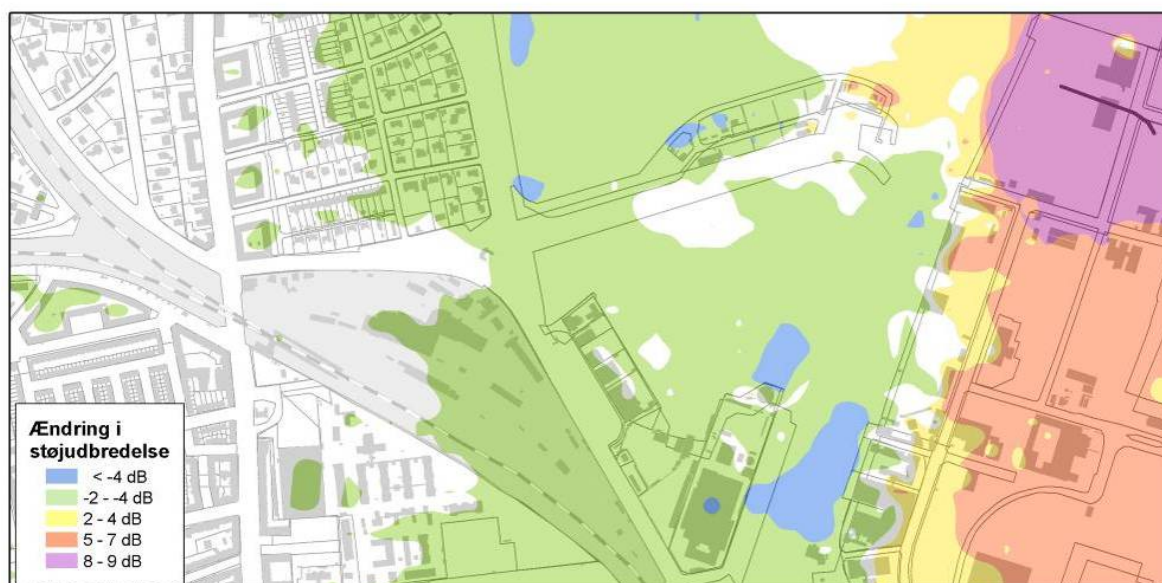 Ændring i
støjudbredelse
< -4 dB
-2 - -4 dB
2 - 4 dB
5 - 7 dB
8 - 9 dB